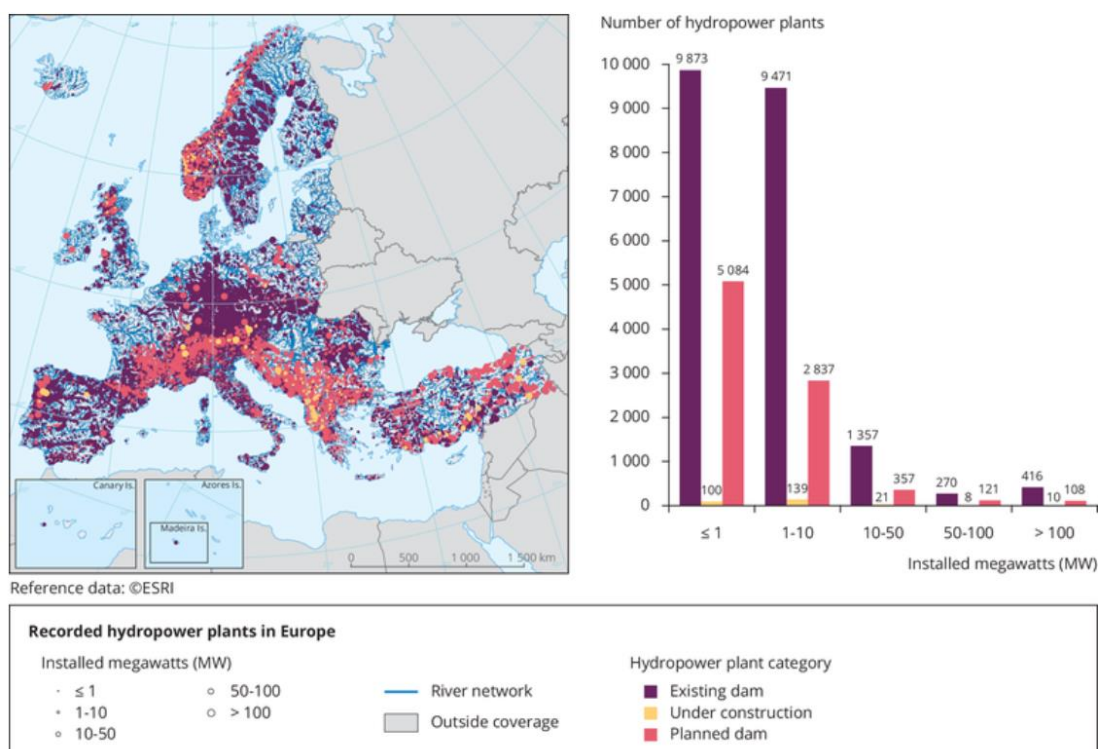 Number of hydropower plants
10 000
9 000
8 000
7 000
6 000
5 000
4 000
3 000
2 000
1 000
0
9 873
100
5 084
9 471
139
2 837
1 357
21
357
270
8
121
416
10
108
≤ 1
1-10
10-50
50-100
> 100
Installed megawatts (MW)
Canary Is.
Azores Is.
Madeira Is.
0 500 1 000 1 500 km
Reference data: ©ESRI
Recorded hydropower plants in Europe
Installed megawatts (MW)
≤ 1
1-10
10-50
50-100
> 100
River network
Outside coverage
Hydropower plant category
Existing dam
Under construction
Planned dam